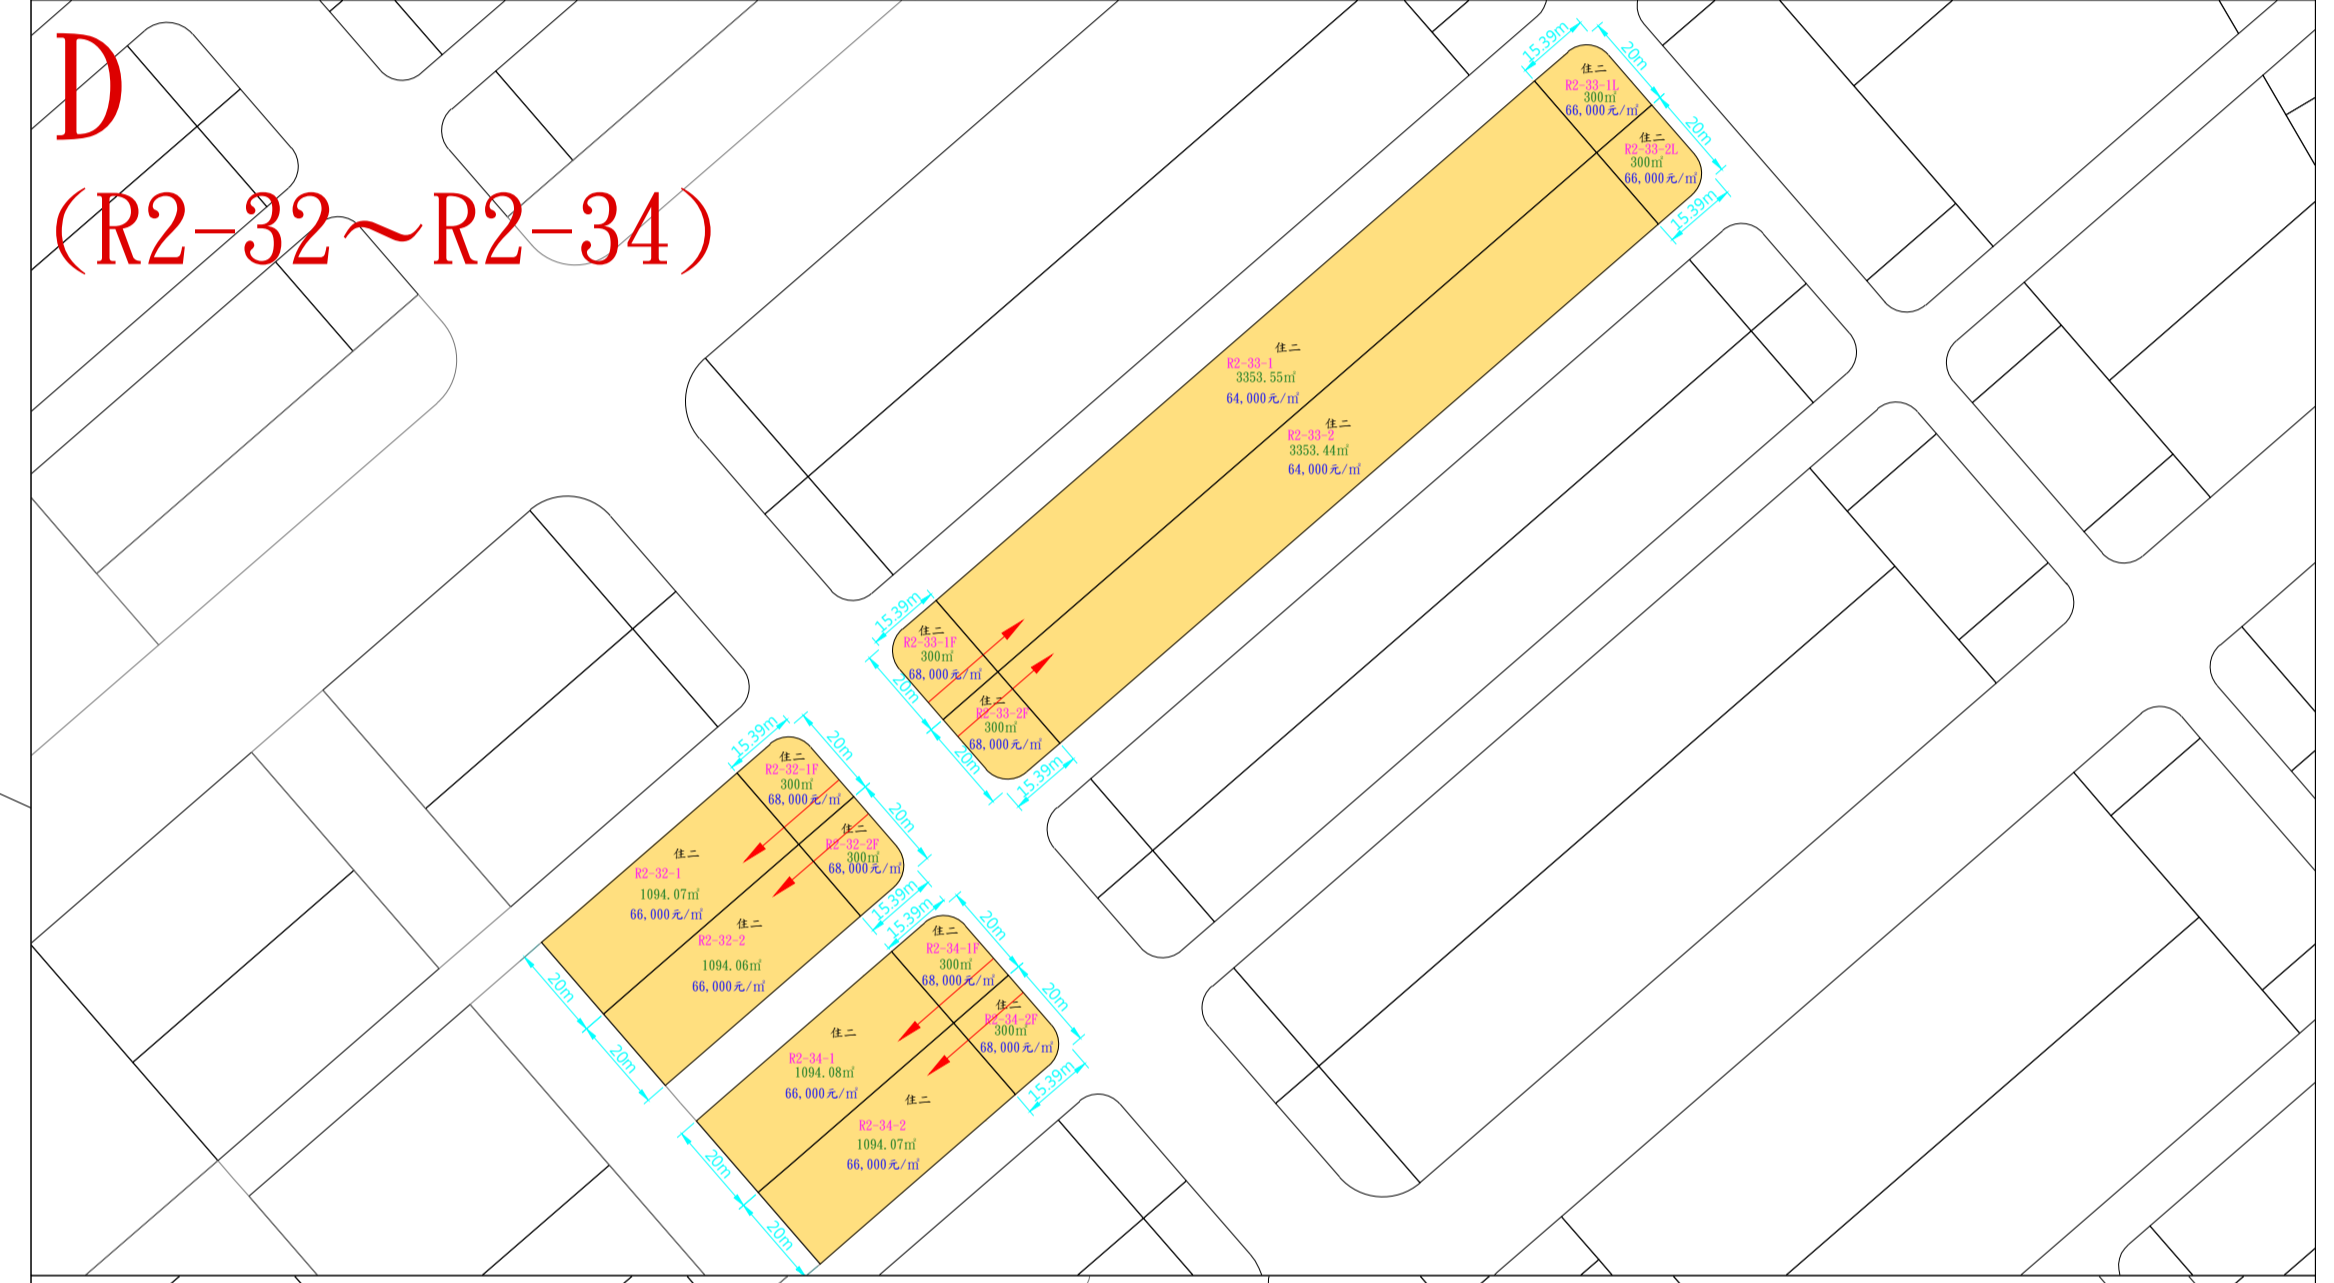 D
(R2-32～R2-34)
15.39m
20m
住二
R2-33-1L
300㎡
66,000元/㎡
20m
住二
R2-33-2L
300㎡
66,000元/㎡
15.39m
住二
R2-33-1
3353.55㎡
64,000元/㎡
住二
R2-33-2
3353.44㎡
64,000元/㎡
15.39m
住二
R2-33-1F
300㎡
68,000元/㎡
20m
住二
R2-33-2F
300㎡
68,000元/㎡
20m
15.39m
15.39m
20m
住二
R2-32-1F
300㎡
68,000元/㎡
20m
住二
R2-32-2F
300㎡
68,000元/㎡
15.39m
住二
R2-32-1
1094.07㎡
66,000元/㎡
住二
R2-32-2
1094.06㎡
66,000元/㎡
20m
20m
15.39m
20m
住二
R2-34-1F
300㎡
68,000元/㎡
20m
住二
R2-34-2F
300㎡
68,000元/㎡
15.39m
住二
R2-34-1
1094.08㎡
66,000元/㎡
住二
R2-34-2
1094.07㎡
66,000元/㎡
20m
20m